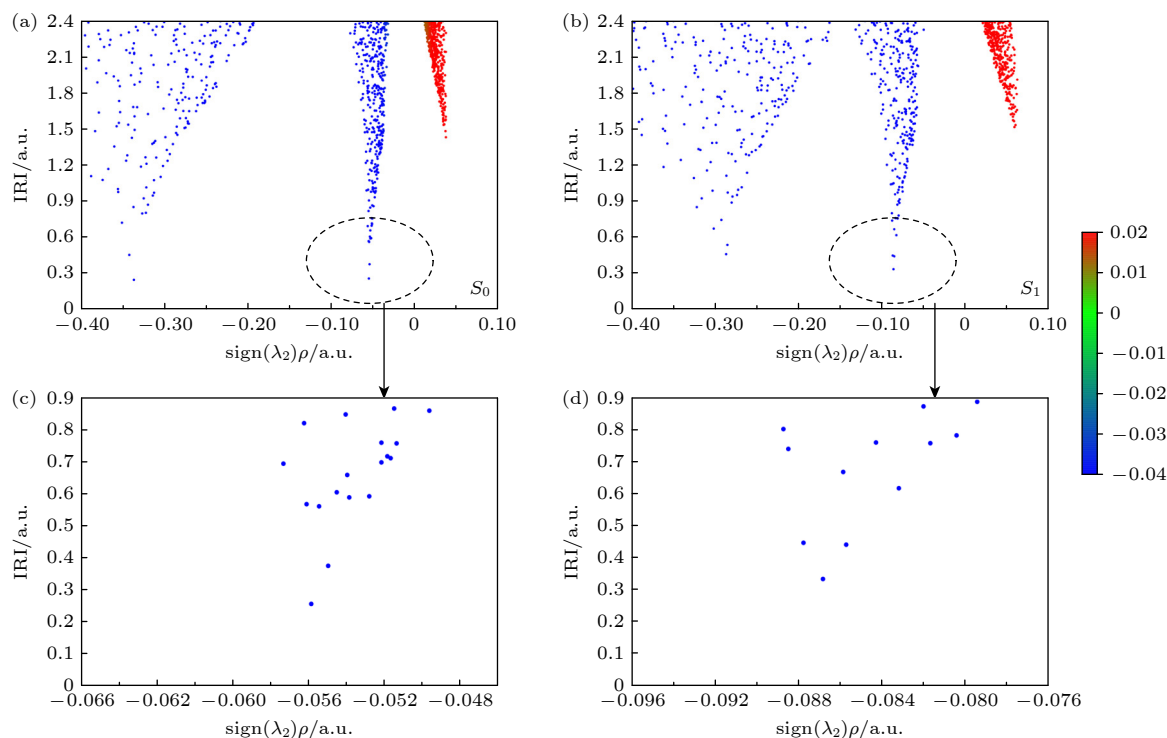 (a)
2.4
2.1
1.8
1.5
1.2
0.9
0.6
0.3
0
IRI/a.u.
S₀
−0.40 −0.30 −0.20 −0.10 0 0.10
sign(λ₂)ρ/a.u.
(b)
2.4
2.1
1.8
1.5
1.2
0.9
0.6
0.3
0
IRI/a.u.
S₁
−0.40 −0.30 −0.20 −0.10 0 0.10
sign(λ₂)ρ/a.u.
0.02
0.01
0
−0.01
−0.02
−0.03
−0.04
(c)
0.9
0.8
0.7
0.6
0.5
0.4
0.3
0.2
0.1
0
IRI/a.u.
−0.066 −0.062 −0.060 −0.056 −0.052 −0.048
sign(λ₂)ρ/a.u.
(d)
0.9
0.8
0.7
0.6
0.5
0.4
0.3
0.2
0.1
0
IRI/a.u.
−0.096 −0.092 −0.088 −0.084 −0.080 −0.076
sign(λ₂)ρ/a.u.